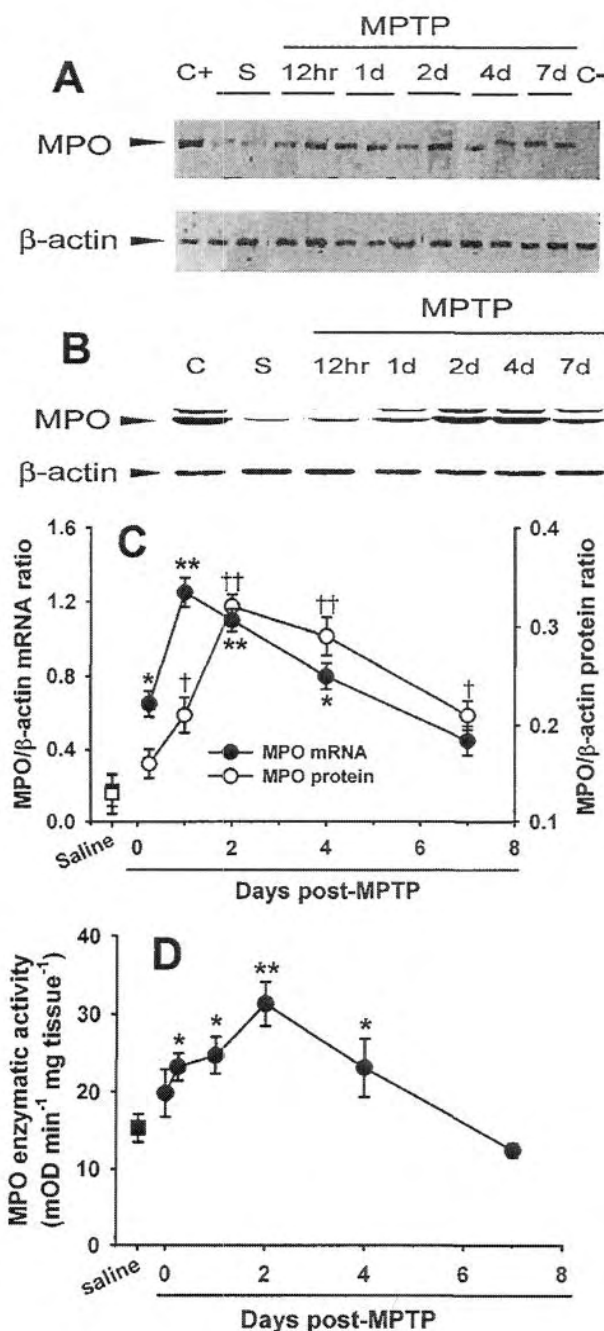 A
MPTP
C+ S 12hr 1d 2d 4d 7d C-
MPO
β-actin
B
MPTP
C S 12hr 1d 2d 4d 7d
MPO
β-actin
C
MPO/β-actin mRNA ratio
1.6
1.2
0.8
0.4
0.0
MPO/β-actin protein ratio
0.4
0.3
0.2
0.1
* ** ** *
† †† †† †
MPO mRNA
MPO protein
Saline 0 2 4 6 8
Days post-MPTP
D
MPO enzymatic activity
(mOD min⁻¹ mg tissue⁻¹)
40
30
20
10
0
* * ** *
saline 0 2 4 6 8
Days post-MPTP